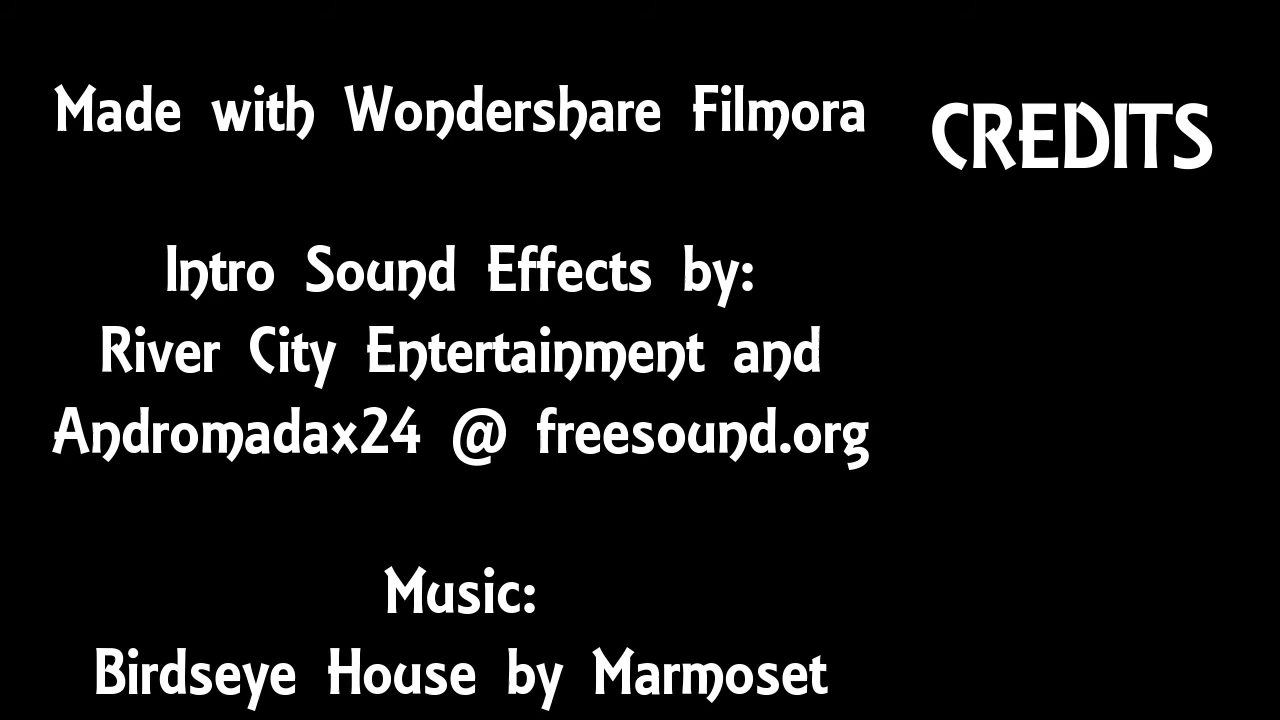 Made with Wondershare Filmora
CREDITS
Intro Sound Effects by:
River City Entertainment and
Andromadax24 @ freesound.org
Music:
Birdseye House by Marmoset